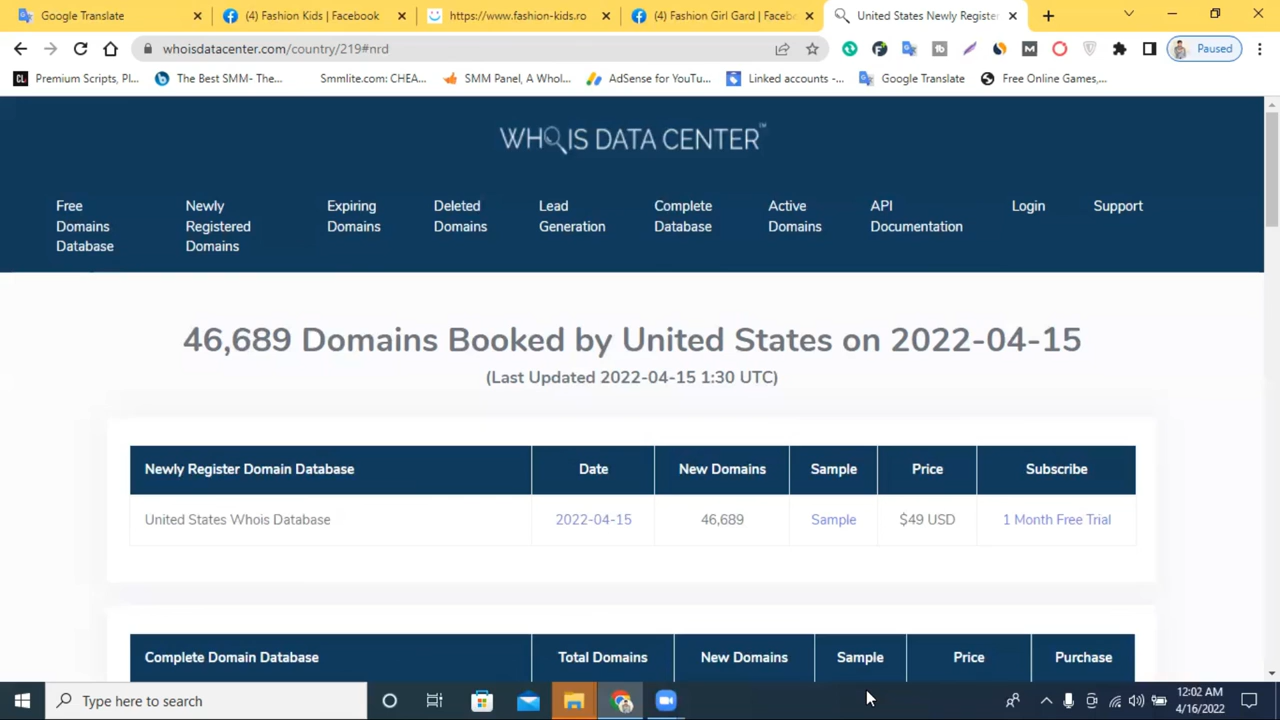 Google Translate
(4) Fashion Kids | Facebook
https://www.fashion-kids.ro
(4) Fashion Girl Gard | Faceb
United States Newly Register
whoisdatacenter.com/country/219#nrd
Paused
Premium Scripts, Pl...
The Best SMM- The...
Smmlite.com: CHEA...
SMM Panel, A Whol...
AdSense for YouTu...
Linked accounts -...
Google Translate
Free Online Games,...
WHOIS DATA CENTER™
Free Domains Database
Newly Registered Domains
Expiring Domains
Deleted Domains
Lead Generation
Complete Database
Active Domains
API Documentation
Login
Support
46,689 Domains Booked by United States on 2022-04-15
(Last Updated 2022-04-15 1:30 UTC)
Newly Register Domain Database Date New Domains Sample Price Subscribe
United States Whois Database 2022-04-15 46,689 Sample $49 USD 1 Month Free Trial
Complete Domain Database Total Domains New Domains Sample Price Purchase
Type here to search
12:02 AM
4/16/2022